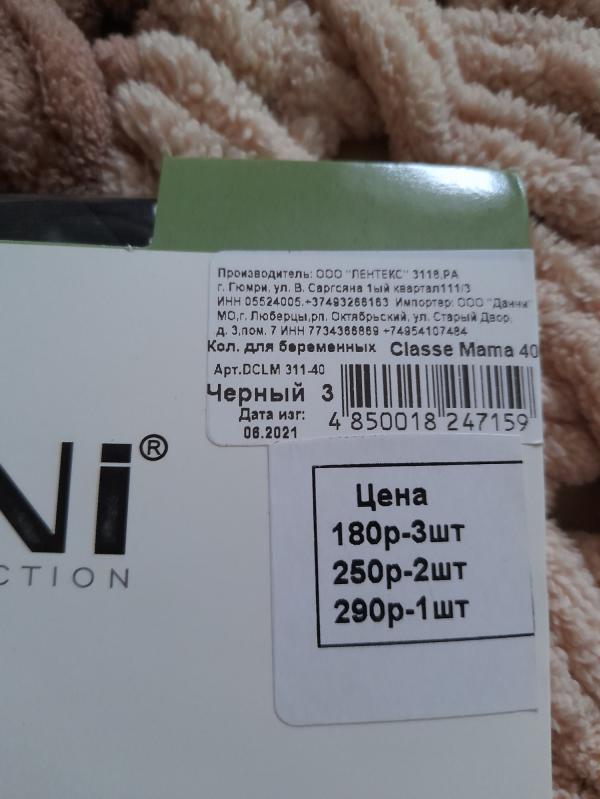 Производитель: ООО "ЛЕНТЕКС" 3118,РА
г. Гюмри, ул. В. Саргсяна 1ый квартал111/3
ИНН 05524005.+37493266163 Импортер: ООО "Данни"
МО,г. Люберцы,рп. Октябрьский, ул. Старый Двор,
д. 3,пом. 7 ИНН 7734366869 +74954107484
Кол. для беременных Classe Mama 40
Арт.DCLM 311-40
Черный 3
Дата изг:
06.2021
4 850018 247159
Ni®
CTION
Цена
180р-3шт
250р-2шт
290р-1шт